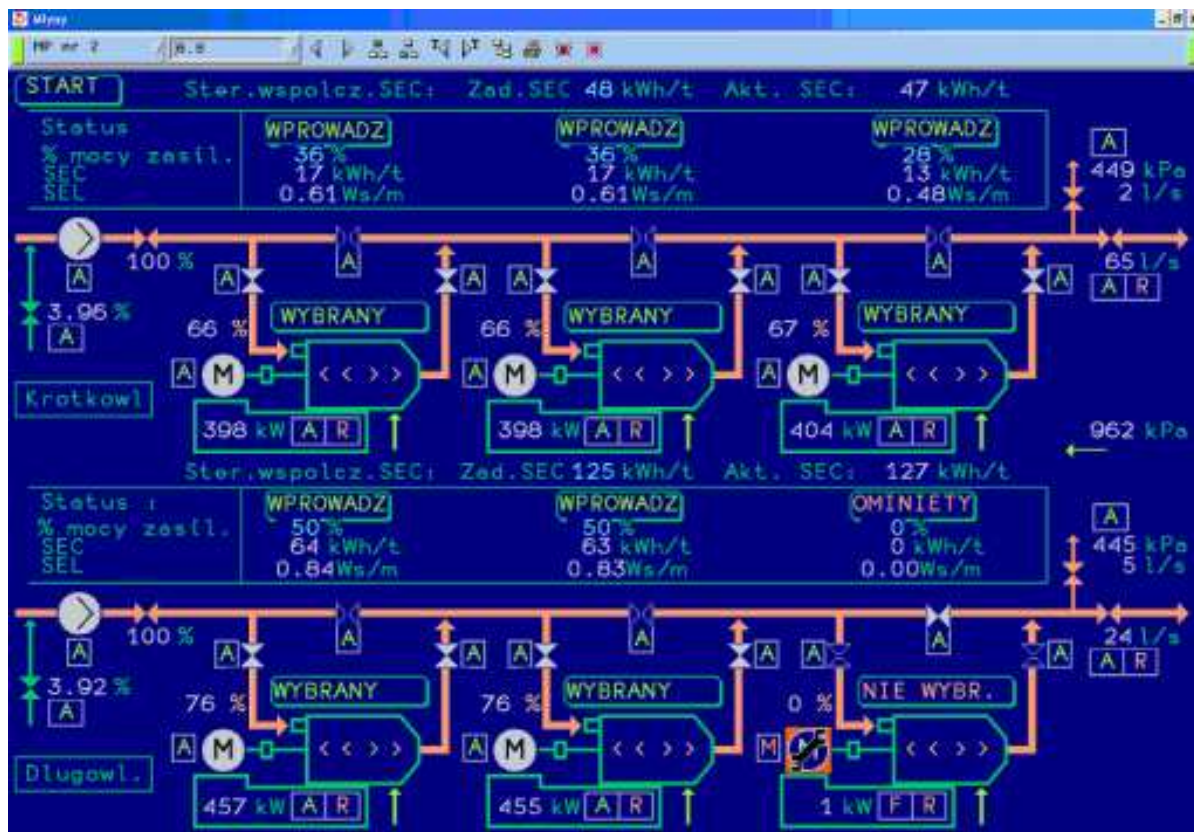 Mlyny
MP nr 2 0.0
START Ster.wspolcz.SEC: Zad.SEC 48 kWh/t Akt. SEC: 47 kWh/t
Status WPROWADZ WPROWADZ WPROWADZ A
% mocy zasil. 36 % 36 % 28 % 449 kPa
SEC 17 kWh/t 17 kWh/t 13 kWh/t 2 l/s
SEL 0.61 Ws/m 0.61 Ws/m 0.48 Ws/m
A 100 % A A A 65 l/s
A A A A A A A R
3.96 % WYBRANY WYBRANY WYBRANY
A 66 % 66 % 67 %
A M < < > > A M < < > > A M < < > >
Krotkowl
398 kW A R 398 kW A R 404 kW A R 962 kPa
Ster.wspolcz.SEC: Zad.SEC 125 kWh/t Akt. SEC: 127 kWh/t
Status : WPROWADZ WPROWADZ OMINIETY A
% mocy zasil. 50 % 50 % 0 % 445 kPa
SEC 64 kWh/t 63 kWh/t 0 kWh/t 5 l/s
SEL 0.84 Ws/m 0.83 Ws/m 0.00 Ws/m
100 % A A A 24 l/s
A A A A A A A A R
3.92 % WYBRANY WYBRANY NIE WYBR.
A 76 % 76 % 0 %
A M < < > > A M < < > > M M < < > >
Dlugowl.
457 kW A R 455 kW A R 1 kW F R